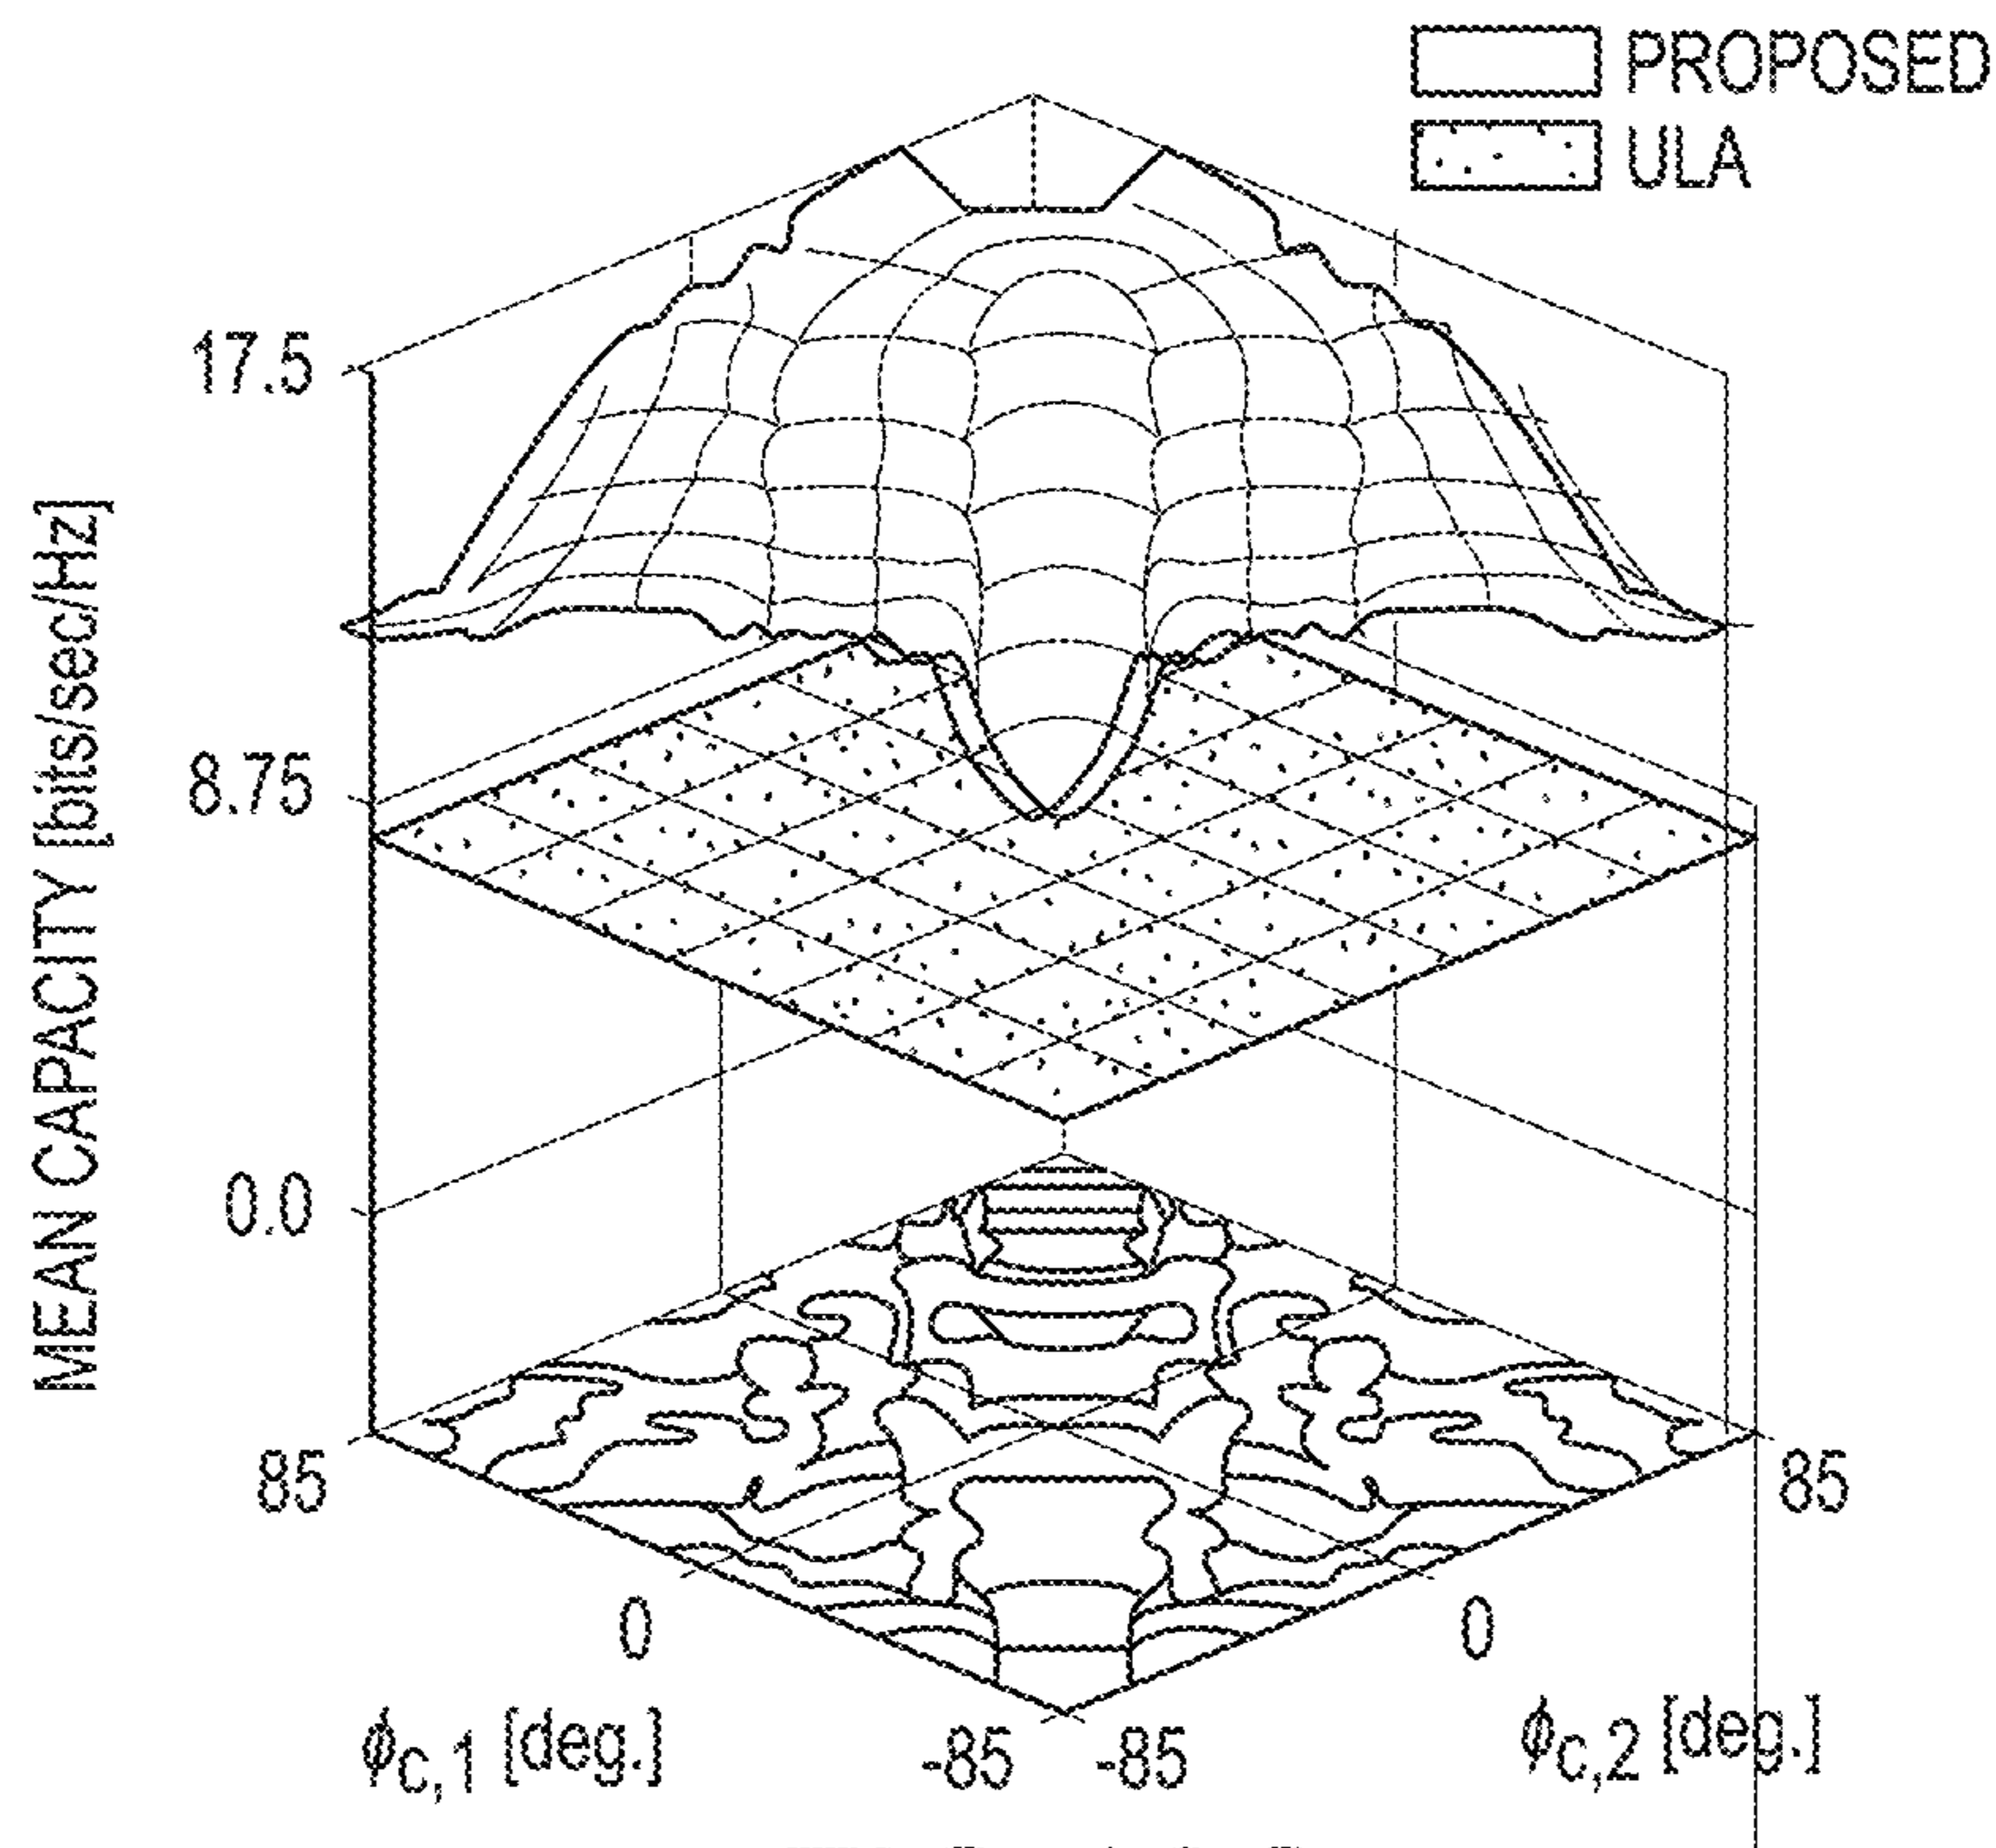 PROPOSED
ULA
17.5
8.75
0.0
MEAN CAPACITY [bits/sec/Hz]
85
85
0
0
-85
-85
ϕC,1 [deg.]
ϕC,2 [deg.]